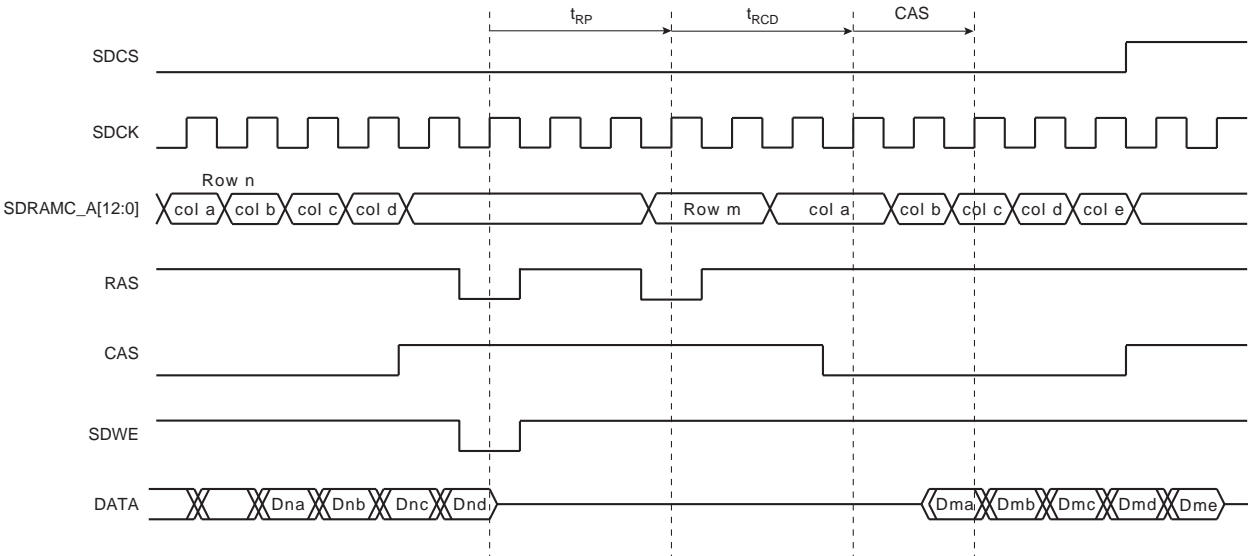 tRP tRCD CAS
SDCS
SDCK
Row n
SDRAMC_A[12:0] col a col b col c col d Row m col a col b col c col d col e
RAS
CAS
SDWE
DATA Dna Dnb Dnc Dnd Dma Dmb Dmc Dmd Dme